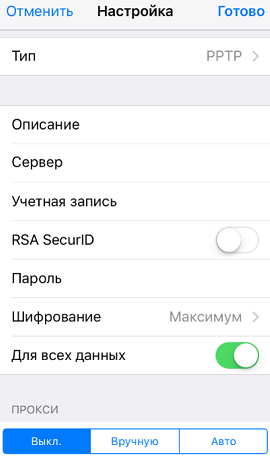 Отменить Настройка Готово
Тип PPTP
Описание
Сервер
Учетная запись
RSA SecurID
Пароль
Шифрование Максимум
Для всех данных
ПРОКСИ
Выкл. Вручную Авто